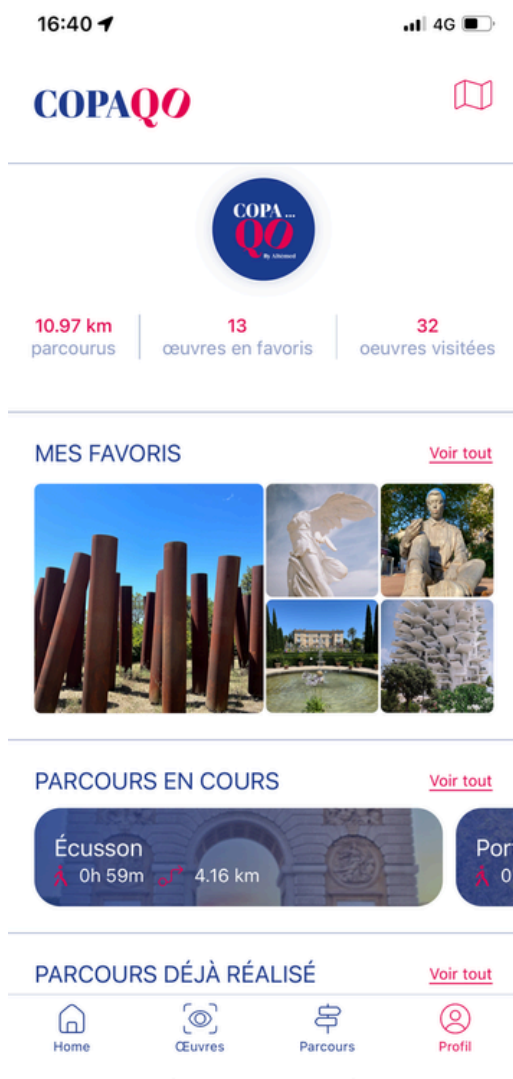 16:40
4G
COPAQO
COPA...
QO
By Altémed
10.97 km
parcourus
13
œuvres en favoris
32
oeuvres visitées
MES FAVORIS
Voir tout
PARCOURS EN COURS
Voir tout
Écusson
0h 59m
4.16 km
Por
0
PARCOURS DÉJÀ RÉALISÉ
Voir tout
Home
Œuvres
Parcours
Profil